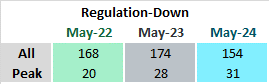 Regulation-Down
May-22 May-23 May-24
All 168 174 154
Peak 20 28 31